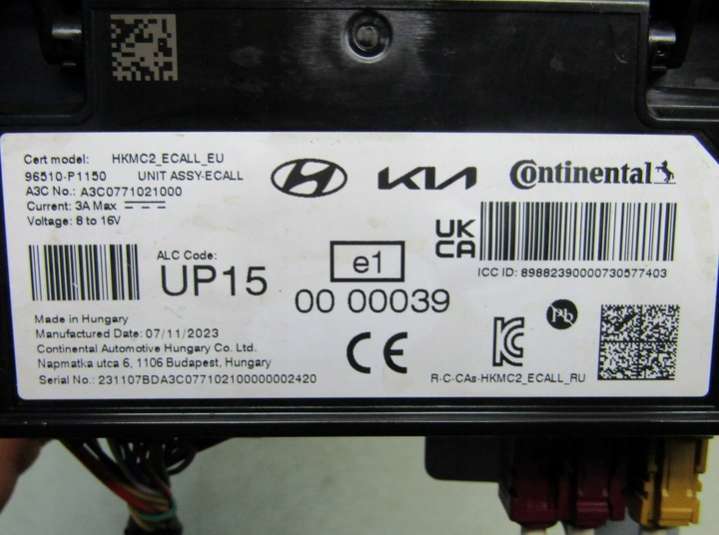 Cert model: HKMC2_ECALL_EU
96510-P1150 UNIT ASSY-ECALL
A3C No.: A3C0771021000
Current: 3A Max
Voltage: 8 to 16V
HYUNDAI
KIA
Continental
UK
CA
ICC ID: 89882390000730577403
ALC Code:
UP15
e1
00 00039
Made in Hungary
Manufactured Date: 07/11/2023
Continental Automotive Hungary Co. Ltd.
Napmatka utca 6, 1106 Budapest, Hungary
Serial No.: 231107BDA3C077102100000002420
CE
Pb
R-C-CAs-HKMC2_ECALL_RU